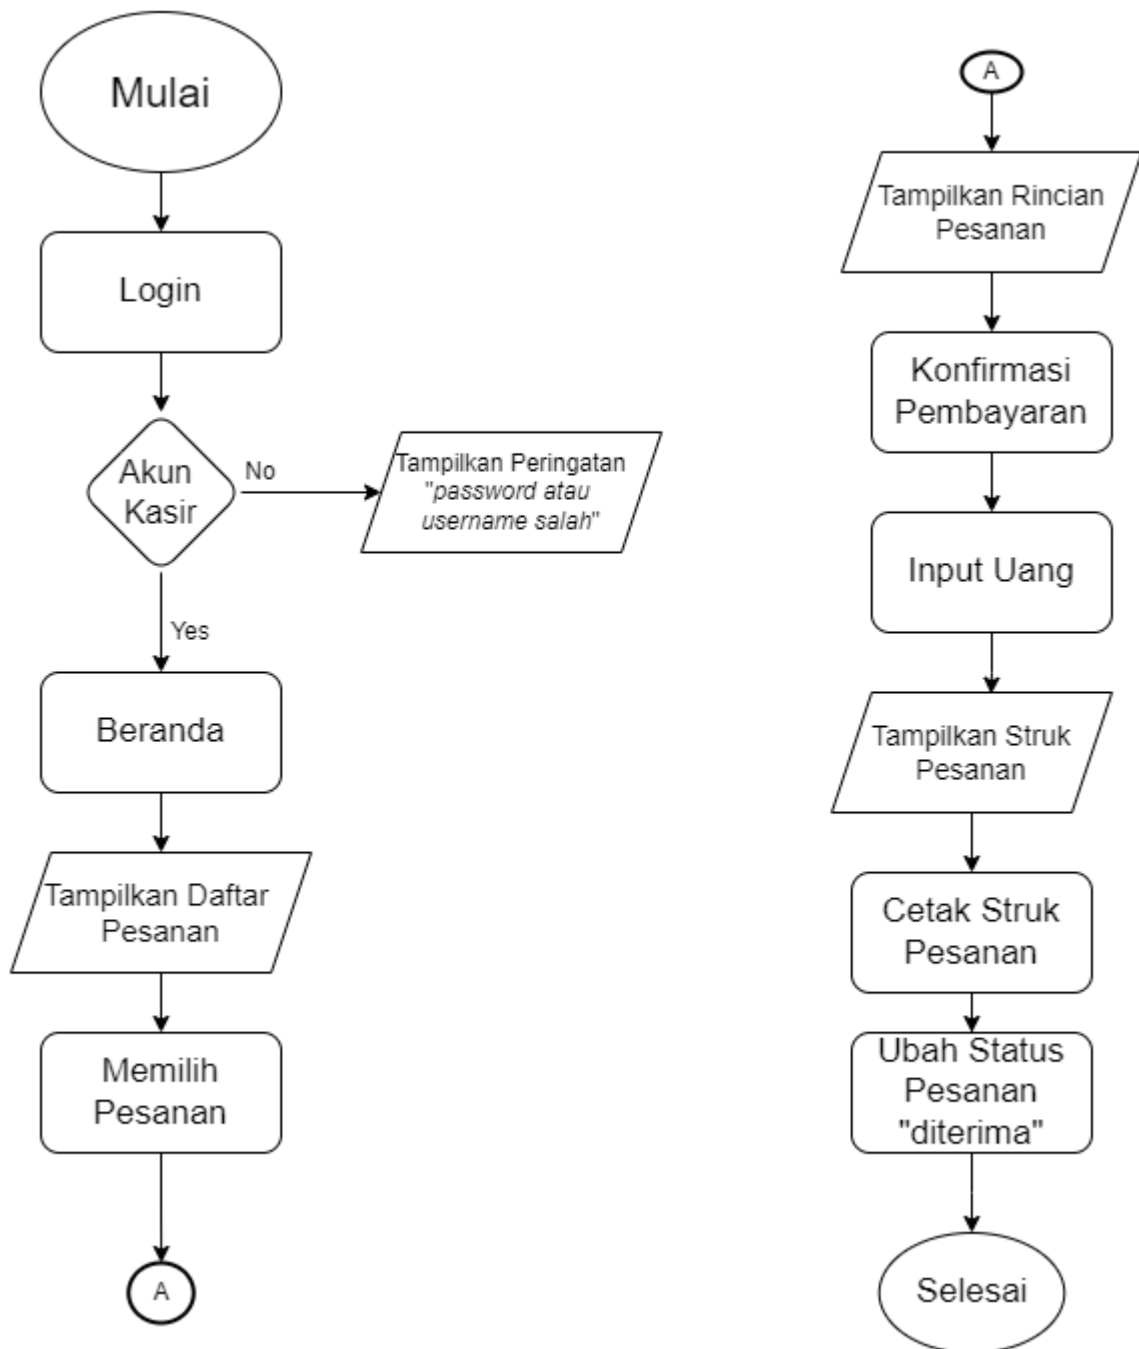 Mulai
Login
Akun
Kasir
No
Tampilkan Peringatan
"password atau
username salah"
Yes
Beranda
Tampilkan Daftar
Pesanan
Memilih
Pesanan
A
A
Tampilkan Rincian
Pesanan
Konfirmasi
Pembayaran
Input Uang
Tampilkan Struk
Pesanan
Cetak Struk
Pesanan
Ubah Status
Pesanan
"diterima"
Selesai